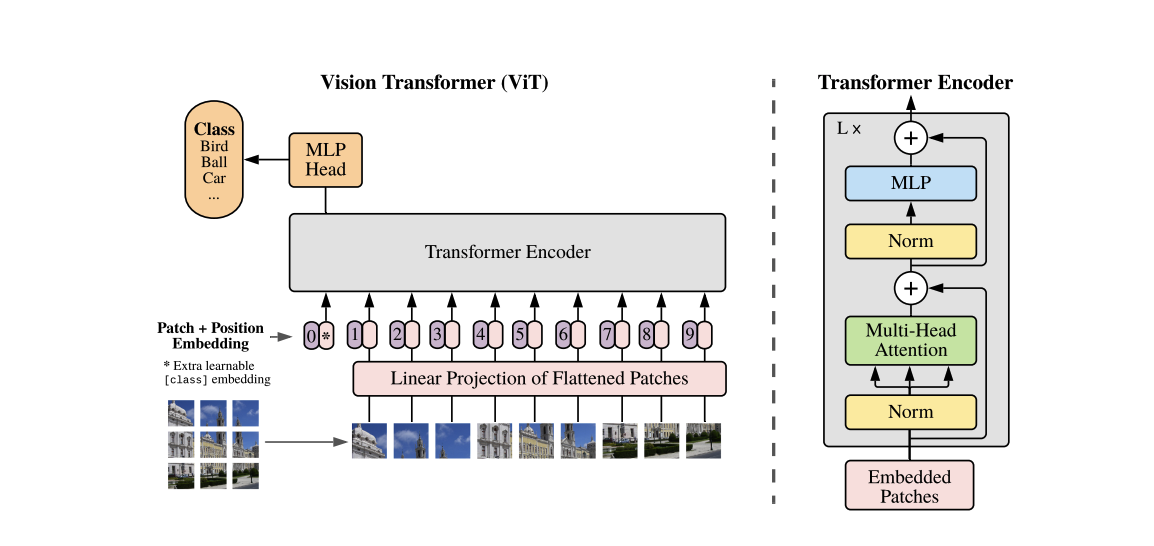 Vision Transformer (ViT)
Class
Bird
Ball
Car
...
MLP
Head
Transformer Encoder
Patch + Position
Embedding
* Extra learnable
[class] embedding
0 * 1 2 3 4 5 6 7 8 9
Linear Projection of Flattened Patches
Transformer Encoder
L x
+
MLP
Norm
+
Multi-Head
Attention
Norm
Embedded
Patches